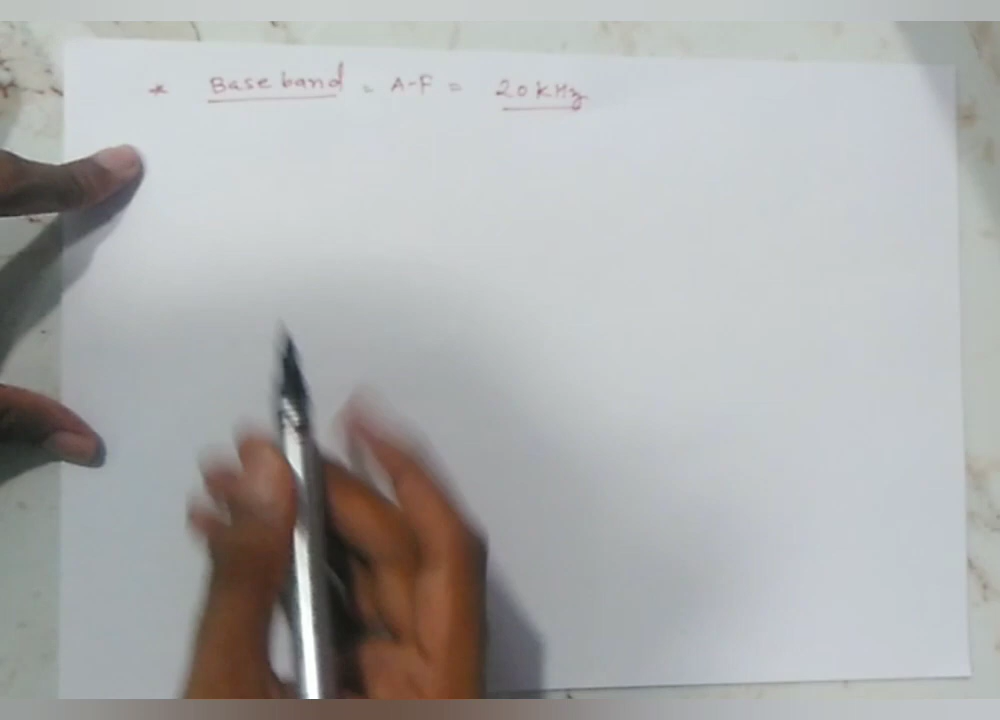 * Base band = A-F = 20 KHz